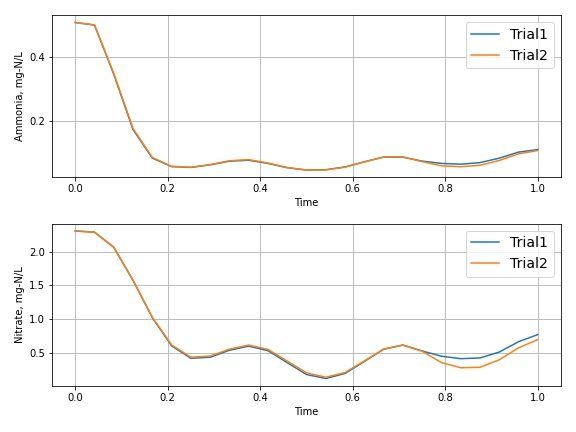 Ammonia, mg-N/L
0.4
0.2
Trial1
Trial2
0.0 0.2 0.4 0.6 0.8 1.0
Time
Nitrate, mg-N/L
2.0
1.5
1.0
0.5
Trial1
Trial2
0.0 0.2 0.4 0.6 0.8 1.0
Time